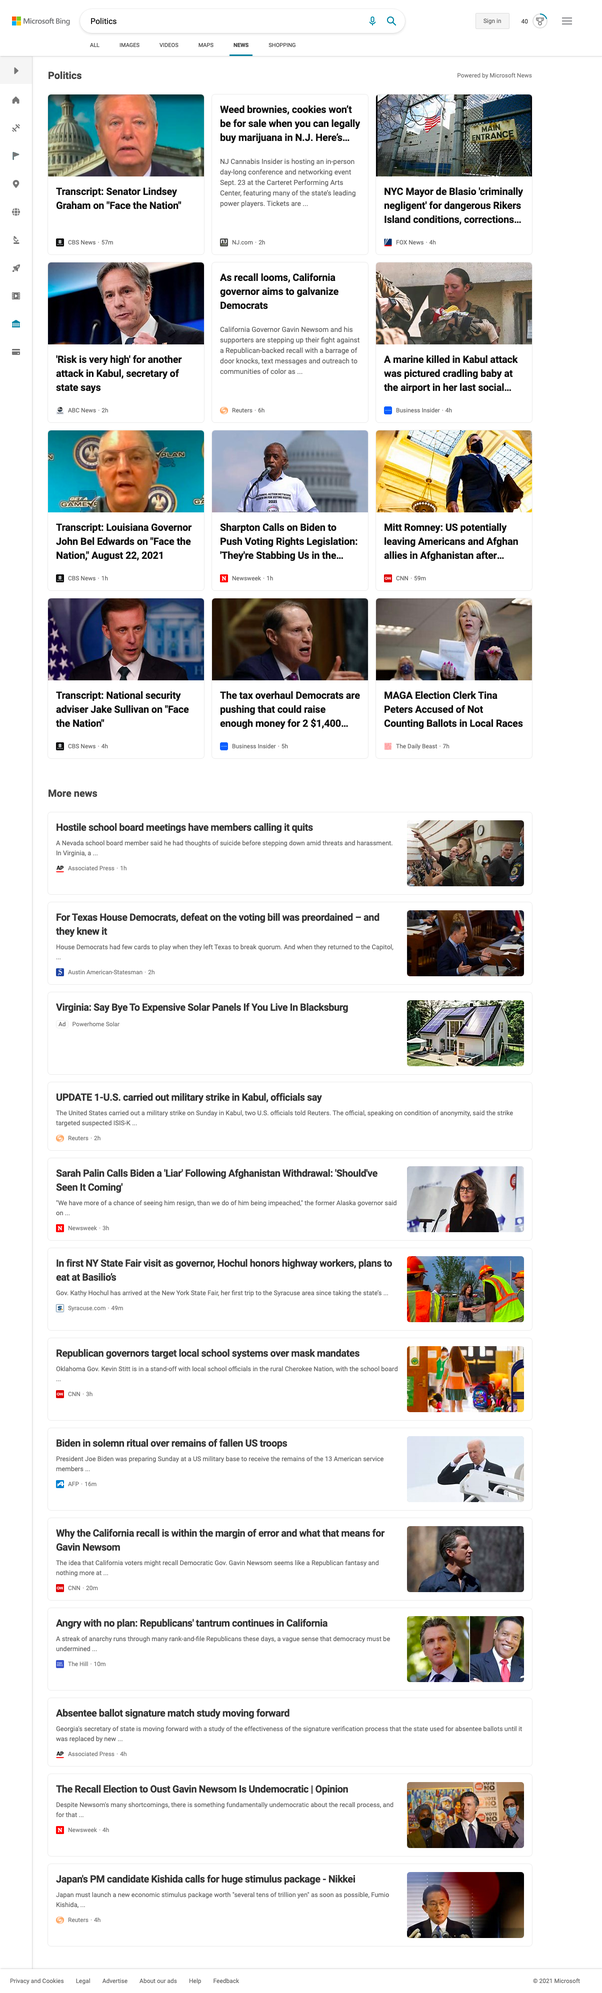 Microsoft Bing
Politics
Sign in
40
ALL
IMAGES
VIDEOS
MAPS
NEWS
SHOPPING
Politics
Powered by Microsoft News
Transcript: Senator Lindsey
Graham on "Face the Nation"
CBS News · 57m
Weed brownies, cookies won't
be for sale when you can legally
buy marijuana in N.J. Here's...
NJ Cannabis Insider is hosting an in-person
day-long conference and networking event
Sept. 23 at the Carteret Performing Arts
Center, featuring many of the state's leading
power players. Tickets are ...
NJ.com · 2h
MAIN
ENTRANCE
NYC Mayor de Blasio 'criminally
negligent' for dangerous Rikers
Island conditions, corrections...
FOX News · 4h
'Risk is very high' for another
attack in Kabul, secretary of
state says
ABC News · 2h
As recall looms, California
governor aims to galvanize
Democrats
California Governor Gavin Newsom and his
supporters are stepping up their fight against
a Republican-backed recall with a barrage of
door knocks, text messages and outreach to
communities of color as ...
Reuters · 6h
A marine killed in Kabul attack
was pictured cradling baby at
the airport in her last social...
Business Insider · 4h
Transcript: Louisiana Governor
John Bel Edwards on "Face the
Nation," August 22, 2021
CBS News · 1h
Sharpton Calls on Biden to
Push Voting Rights Legislation:
'They're Stabbing Us in the...
Newsweek · 1h
Mitt Romney: US potentially
leaving Americans and Afghan
allies in Afghanistan after...
CNN · 59m
Transcript: National security
adviser Jake Sullivan on "Face
the Nation"
CBS News · 4h
The tax overhaul Democrats are
pushing that could raise
enough money for 2 $1,400...
Business Insider · 5h
MAGA Election Clerk Tina
Peters Accused of Not
Counting Ballots in Local Races
The Daily Beast · 7h
More news
Hostile school board meetings have members calling it quits
A Nevada school board member said he had thoughts of suicide before stepping down amid threats and harassment.
In Virginia, a ...
AP Associated Press · 1h
For Texas House Democrats, defeat on the voting bill was preordained – and
they knew it
House Democrats had few cards to play when they left Texas to break quorum. And when they returned to the Capitol,
...
Austin American-Statesman · 2h
Virginia: Say Bye To Expensive Solar Panels If You Live In Blacksburg
Ad Powerhome Solar
UPDATE 1-U.S. carried out military strike in Kabul, officials say
The United States carried out a military strike on Sunday in Kabul, two U.S. officials told Reuters. The official, speaking on condition of anonymity, said the strike
targeted suspected ISIS-K ...
Reuters · 2h
Sarah Palin Calls Biden a 'Liar' Following Afghanistan Withdrawal: 'Should've
Seen It Coming'
"We have more of a chance of seeing him resign, than we do of him being impeached," the former Alaska governor said
on ...
N Newsweek · 3h
In first NY State Fair visit as governor, Hochul honors highway workers, plans to
eat at Basilio's
Gov. Kathy Hochul has arrived at the New York State Fair, her first trip to the Syracuse area since taking the state's ...
S Syracuse.com · 49m
Republican governors target local school systems over mask mandates
Oklahoma Gov. Kevin Stitt is in a stand-off with local school officials in the rural Cherokee Nation, with the school board
...
CNN · 3h
Biden in solemn ritual over remains of fallen US troops
President Joe Biden was preparing Sunday at a US military base to receive the remains of the 13 American service
members ...
AFP · 16m
Why the California recall is within the margin of error and what that means for
Gavin Newsom
The idea that California voters might recall Democratic Gov. Gavin Newsom seems like a Republican fantasy and
nothing more at ...
CNN · 20m
Angry with no plan: Republicans' tantrum continues in California
A streak of anarchy runs through many rank-and-file Republicans these days, a vague sense that democracy must be
undermined ...
The Hill · 10m
Absentee ballot signature match study moving forward
Georgia's secretary of state is moving forward with a study of the effectiveness of the signature verification process that the state used for absentee ballots until it
was replaced by new ...
AP Associated Press · 4h
The Recall Election to Oust Gavin Newsom Is Undemocratic | Opinion
Despite Newsom's many shortcomings, there is something fundamentally undemocratic about the recall process, and
for that ...
N Newsweek · 4h
Japan's PM candidate Kishida calls for huge stimulus package - Nikkei
Japan must launch a new economic stimulus package worth "several tens of trillion yen" as soon as possible, Fumio
Kishida, ...
Reuters · 4h
Privacy and Cookies
Legal
Advertise
About our ads
Help
Feedback
© 2021 Microsoft